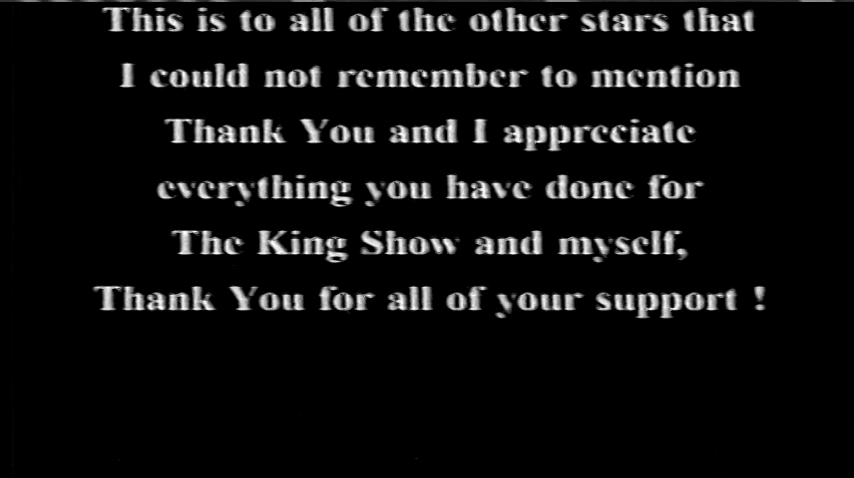 This is to all of the other stars that
I could not remember to mention
Thank You and I appreciate
everything you have done for
The King Show and myself,
Thank You for all of your support !